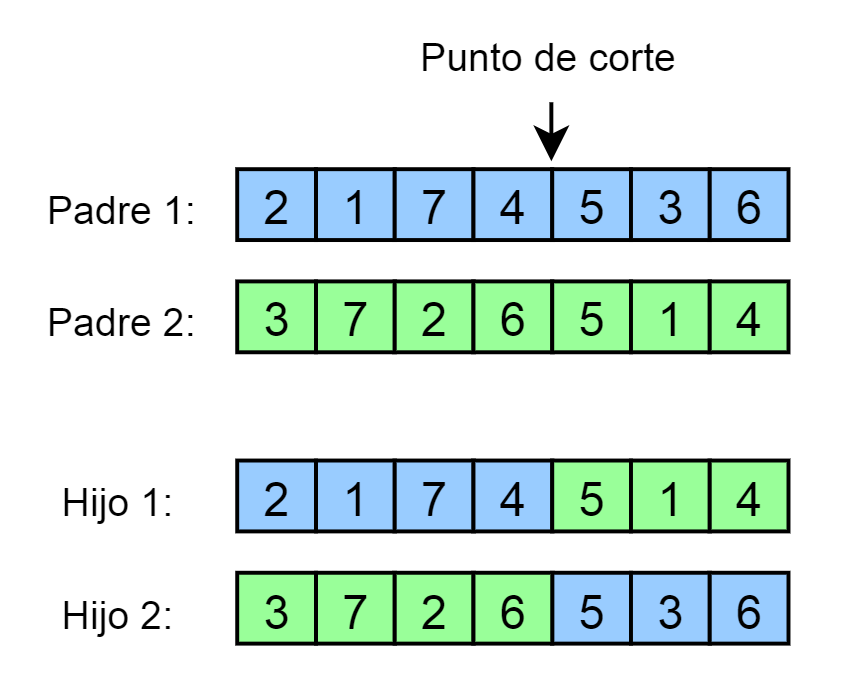 Punto de corte
Padre 1: 2 1 7 4 5 3 6
Padre 2: 3 7 2 6 5 1 4
Hijo 1: 2 1 7 4 5 1 4
Hijo 2: 3 7 2 6 5 3 6